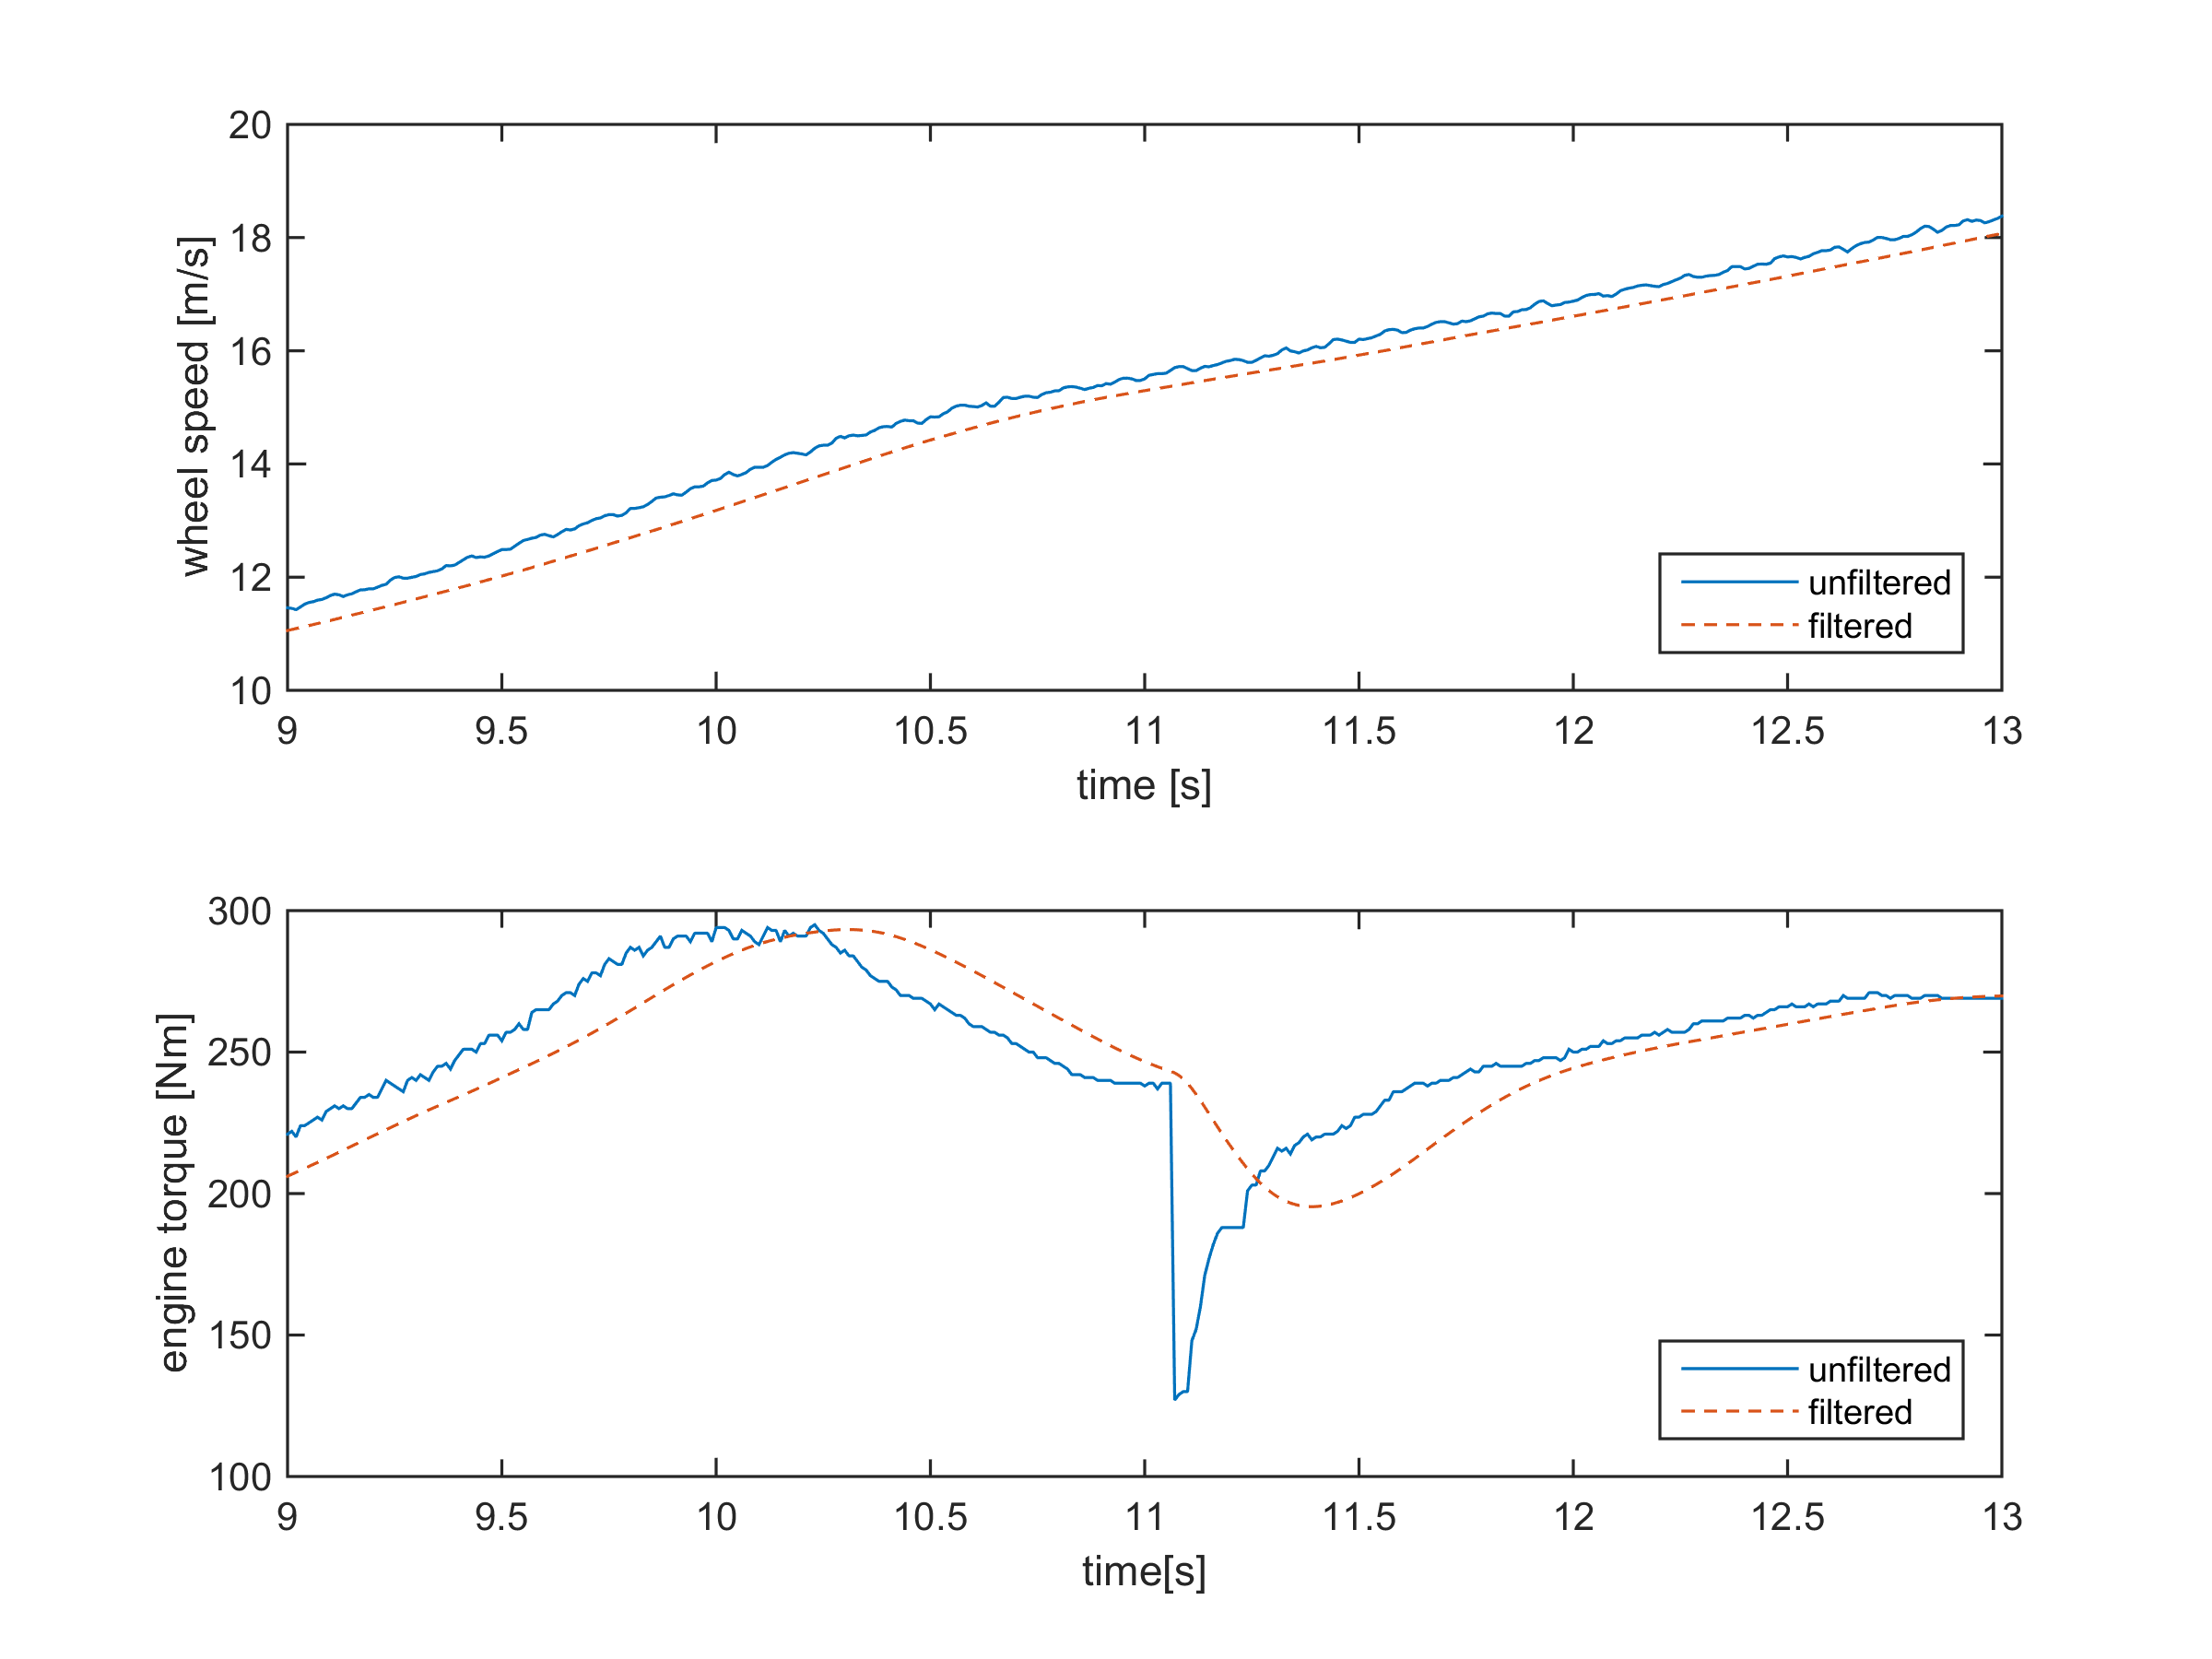 20
18
16
14
12
10
wheel speed [m/s]
unfiltered
filtered
9 9.5 10 10.5 11 11.5 12 12.5 13
time [s]
300
250
200
150
100
engine torque [Nm]
unfiltered
filtered
9 9.5 10 10.5 11 11.5 12 12.5 13
time[s]